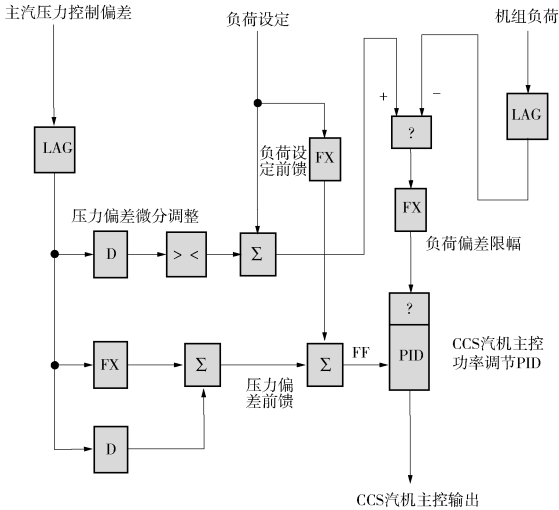 主汽压力控制偏差
负荷设定
机组负荷
+
−
LAG
?
LAG
负荷设
定前馈
FX
FX
压力偏差微分调整
负荷偏差限幅
D
> <
Σ
?
PID
CCS汽机主控
功率调节PID
FX
Σ
Σ
FF
压力偏
差前馈
D
CCS汽机主控输出